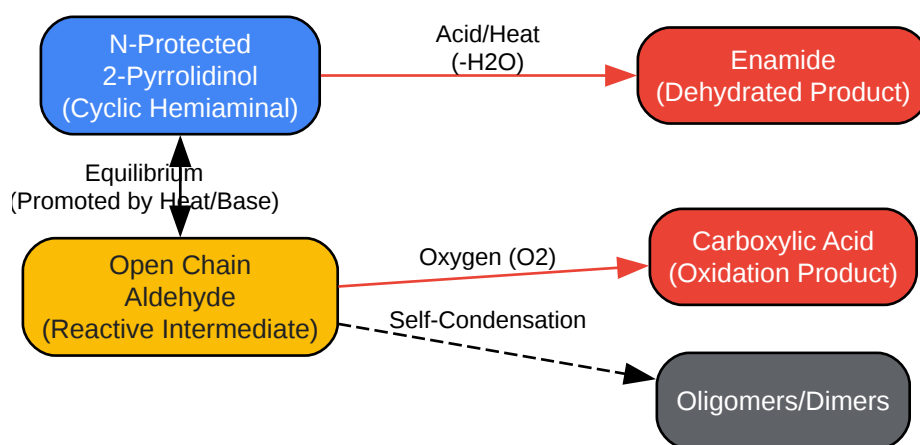 N-Protected
2-Pyrrolidinol
(Cyclic Hemiaminal)
Acid/Heat
(-H2O)
Enamide
(Dehydrated Product)
Equilibrium
(Promoted by Heat/Base)
Open Chain
Aldehyde
(Reactive Intermediate)
Oxygen (O2)
Carboxylic Acid
(Oxidation Product)
Self-Condensation
Oligomers/Dimers